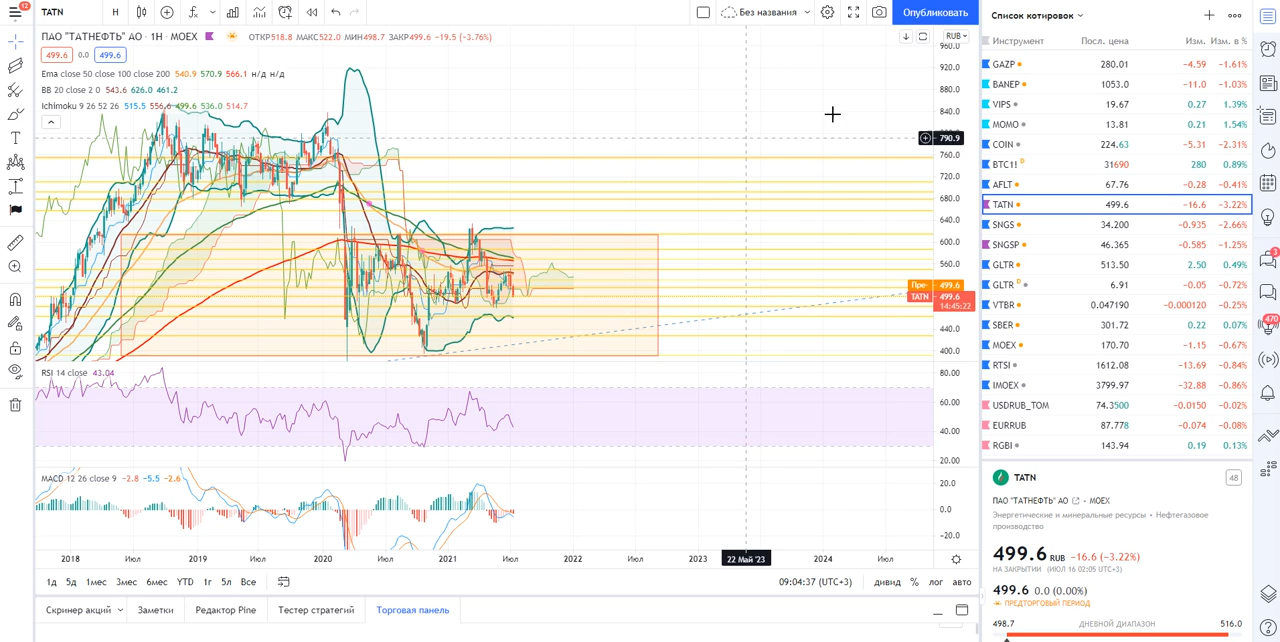 12
TATN
Н
Без названия
Опубликовать
ПАО "ТАТНЕФТЬ" АО · 1Н · MOEX
ОТКР518.8 МАКС522.0 МИН498.7 ЗАКР499.6 −19.5 (−3.76%)
RUB
499.6 0.0 499.6
Ema close 50 close 100 close 200 540.9 570.9 566.1 н/д н/д
BB 20 close 2 0 543.6 626.0 461.2
Ichimoku 9 26 52 26 515.5 556.6 499.6 536.0 514.7
960.0
920.0
880.0
840.0
790.9
760.0
720.0
680.0
640.0
600.0
560.0
Пре- 499.6
TATN 499.6
14:45:22
440.0
400.0
RSI 14 close 43.04
80.00
60.00
40.00
20.00
MACD 12 26 close 9 −2.8 −5.5 −2.6
20.0
0.0
−20.0
2018 Июл 2019 Июл 2020 Июл 2021 Июл 2022 Июл 2023 22 Май '23 2024 Июл
1д 5д 1мес 3мес 6мес YTD 1г 5л Все
09:04:37 (UTC+3) дивид % лог авто
Скринер акций Заметки Редактор Pine Тестер стратегий Торговая панель
Список котировок
Инструмент Посл. цена Изм. Изм. в %
GAZP 280.01 −4.59 −1.61%
BANEP 1053.0 −11.0 −1.03%
VIPS 19.67 0.27 1.39%
MOMO 13.81 0.21 1.54%
COIN 224.63 −5.31 −2.31%
BTC1! D 31690 280 0.89%
AFLT 67.76 −0.28 −0.41%
TATN 499.6 −16.6 −3.22%
SNGS 34.200 −0.935 −2.66%
SNGSP 46.365 −0.585 −1.25%
GLTR 513.50 2.50 0.49%
GLTR D 6.91 −0.05 −0.72%
VTBR 0.047190 −0.000120 −0.25%
SBER 301.72 0.22 0.07%
MOEX 170.70 −1.15 −0.67%
RTSI 1612.08 −13.69 −0.84%
IMOEX 3799.97 −32.88 −0.86%
USDRUB_TOM 74.3500 −0.0150 −0.02%
EURRUB 87.778 −0.074 −0.08%
RGBI 143.94 0.19 0.13%
TATN
48
ПАО "ТАТНЕФТЬ" АО • MOEX
Энергетические и минеральные ресурсы • Нефтегазовое
производство
499.6 RUB −16.6 (−3.22%)
НА ЗАКРЫТИИ (ИЮЛ 16 02:05 UTC+3)
499.6 0.0 (0.00%)
ПРЕДТОРГОВЫЙ ПЕРИОД
498.7 ДНЕВНОЙ ДИАПАЗОН 516.0
3
470